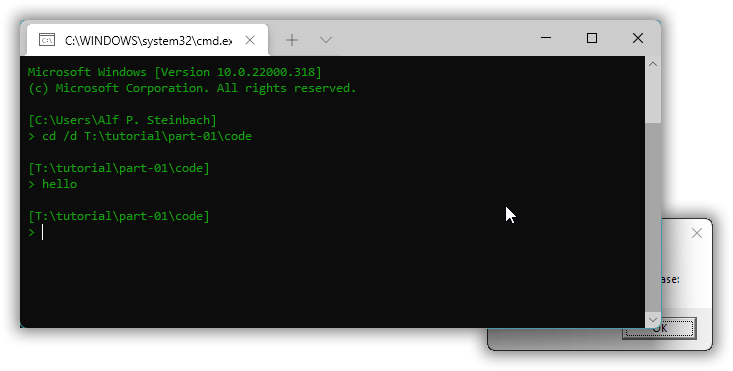 C:\WINDOWS\system32\cmd.ex
Microsoft Windows [Version 10.0.22000.318]
(c) Microsoft Corporation. All rights reserved.
[C:\Users\Alf P. Steinbach]
> cd /d T:\tutorial\part-01\code
[T:\tutorial\part-01\code]
> hello
[T:\tutorial\part-01\code]
>
ase:
OK